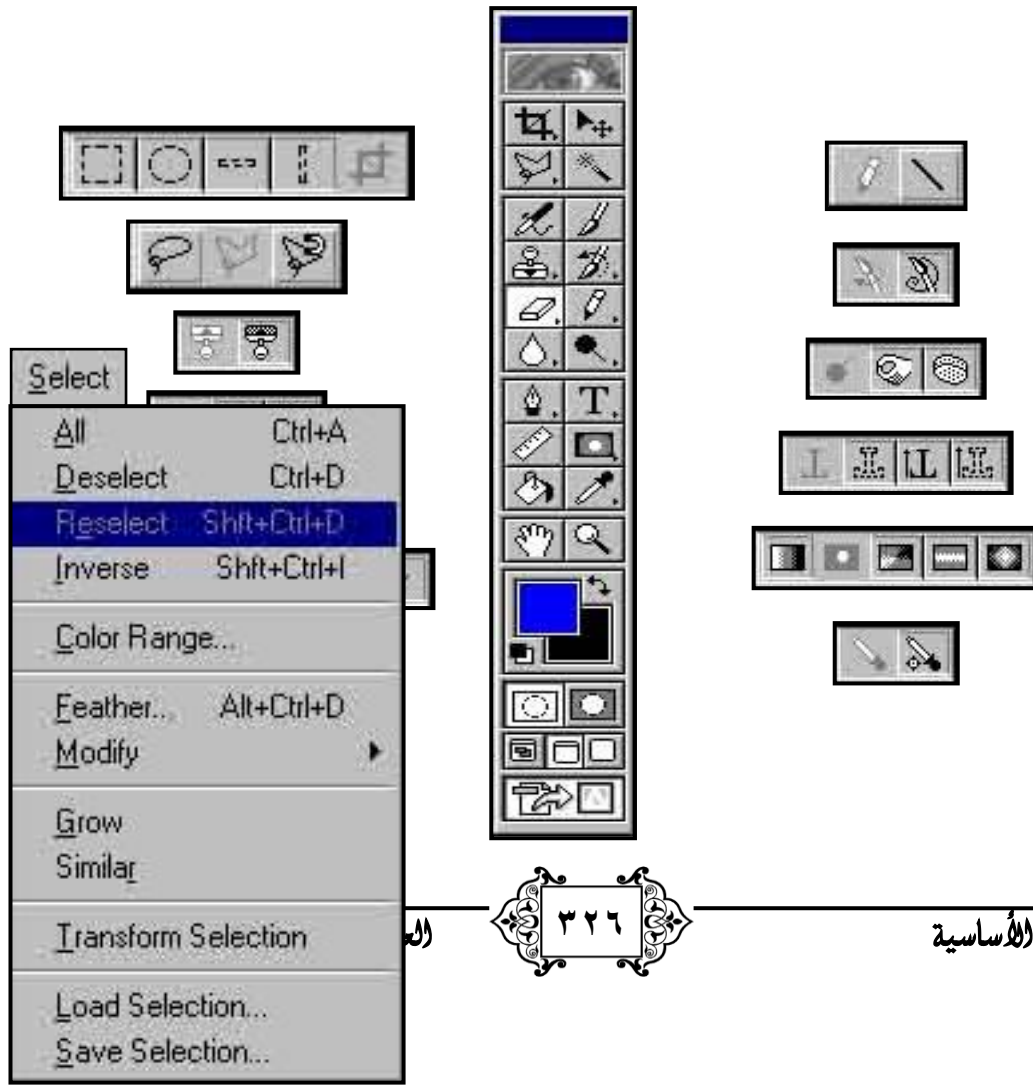 Select
All Ctrl+A
Deselect Ctrl+D
Reselect Shft+Ctrl+D
Inverse Shft+Ctrl+I
Color Range...
Feather... Alt+Ctrl+D
Modify
Grow
Similar
Transform Selection
Load Selection...
Save Selection...
الأساسية
٣٢٦